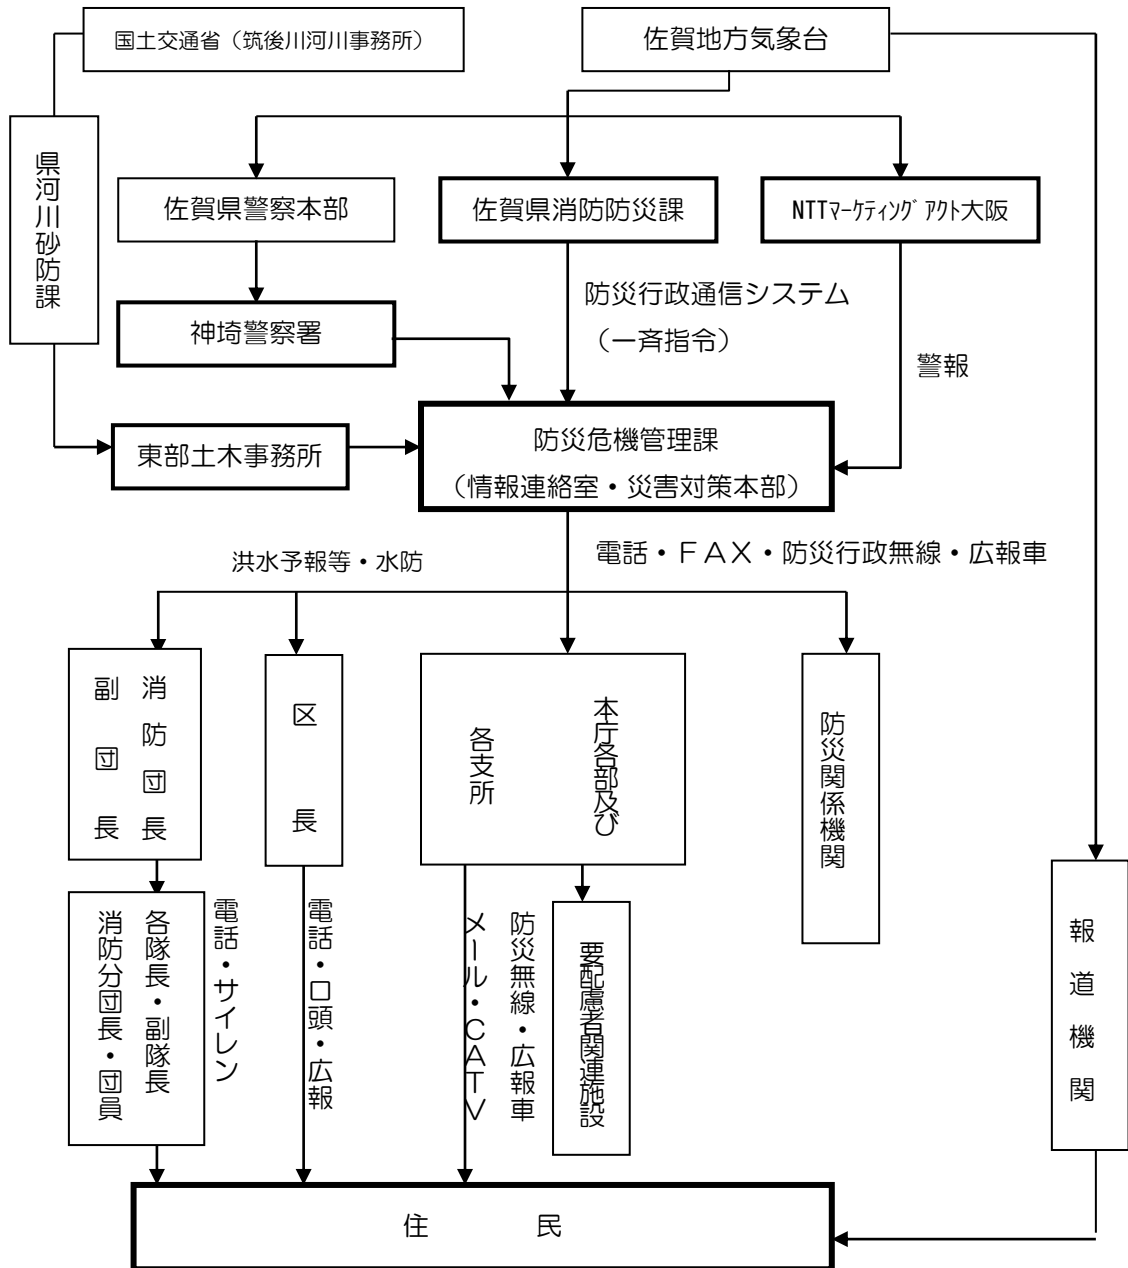 国土交通省（筑後川河川事務所）
佐賀地方気象台
県河川砂防課
佐賀県警察本部
佐賀県消防防災課
NTTﾏｰｹﾃｨﾝｸﾞｱｸﾄ大阪
神埼警察署
防災行政通信システム
（一斉指令）
警報
東部土木事務所
防災危機管理課
（情報連絡室・災害対策本部）
洪水予報等・水防
電話・ＦＡＸ・防災行政無線・広報車
消防団長
副団長
区長
本庁各部及び
各支所
防災関係機関
各隊長・副隊長
消防分団長・団員
電話・サイレン
電話・口頭・広報
防災無線・広報車
メール・ＣＡＴＶ
要配慮者関連施設
報道機関
住　　　民